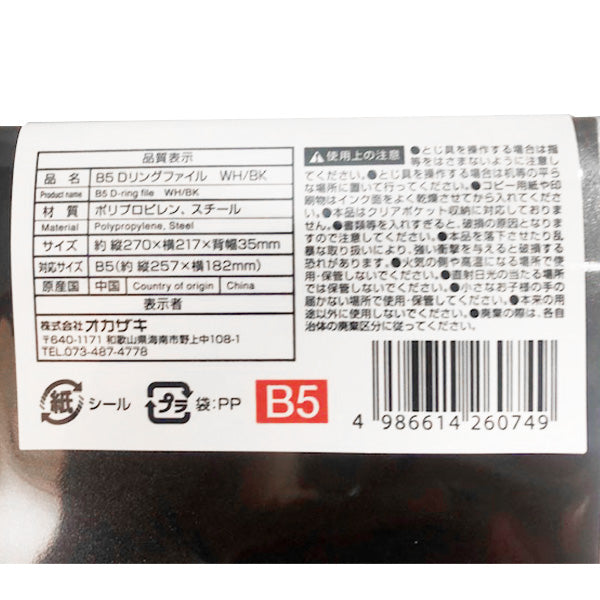 品質表示
品 名 B5 Dリングファイル WH/BK
Product name B5 D-ring file WH/BK
材 質 ポリプロピレン、スチール
Material Polypropylene, Steel
サイズ 約 縦270×横217×背幅35mm
対応サイズ B5(約 縦257×横182mm)
原産国 中国 Country of origin China
表示者
株式会社オカザキ
〒640-1171 和歌山県海南市野上中108-1
TEL.073-487-4778
使用上の注意 ●とじ具を操作する場合は指
等をはさまないように注意し
てください。●とじ具を操作する場合は机等の平ら
な場所に置いて行ってください。●コピー用紙や印
刷物はインク面をよく乾燥させてから入れてくださ
い。●本品はクリアポケット収納に対応しておりま
せん。●書類等を入れすぎると、破損の原因となりま
すので注意してください。●本品を落下させたり乱
暴な取り扱いにより、強い衝撃を与えると破損する
恐れがあります。●火気の側や高温になる場所で使
用・保管しないでください。●直射日光の当たる場所
では保管しないでください。●小さなお子様の手の
届かない場所で使用・保管してください。●本来の用
途以外に使用しないでください。●廃棄の際は、各自
治体の廃棄区分に従ってください。
紙 シール プラ 袋:PP B5
4 986614 260749